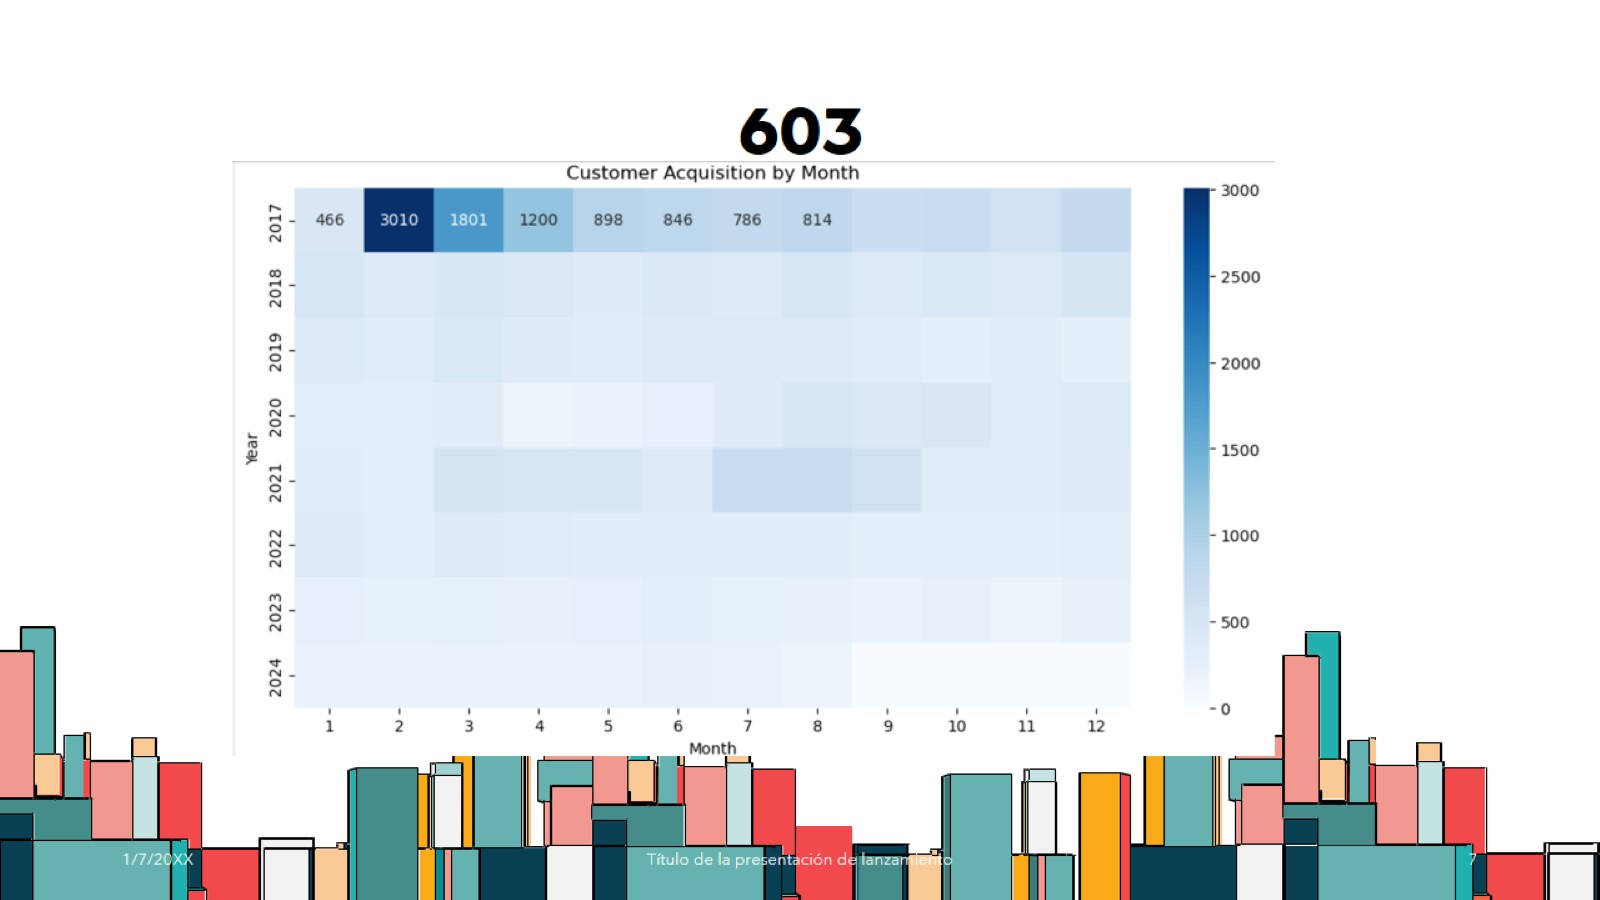 603
Customer Acquisition by Month
2017 466 3010 1801 1200 898 846 786 814
2018
2019
2020
2021
2022
2023
2024
Year
1 2 3 4 5 6 7 8 9 10 11 12
Month
3000
2500
2000
1500
1000
500
0
1/7/20XX Título de la presentación de lanzamiento 7